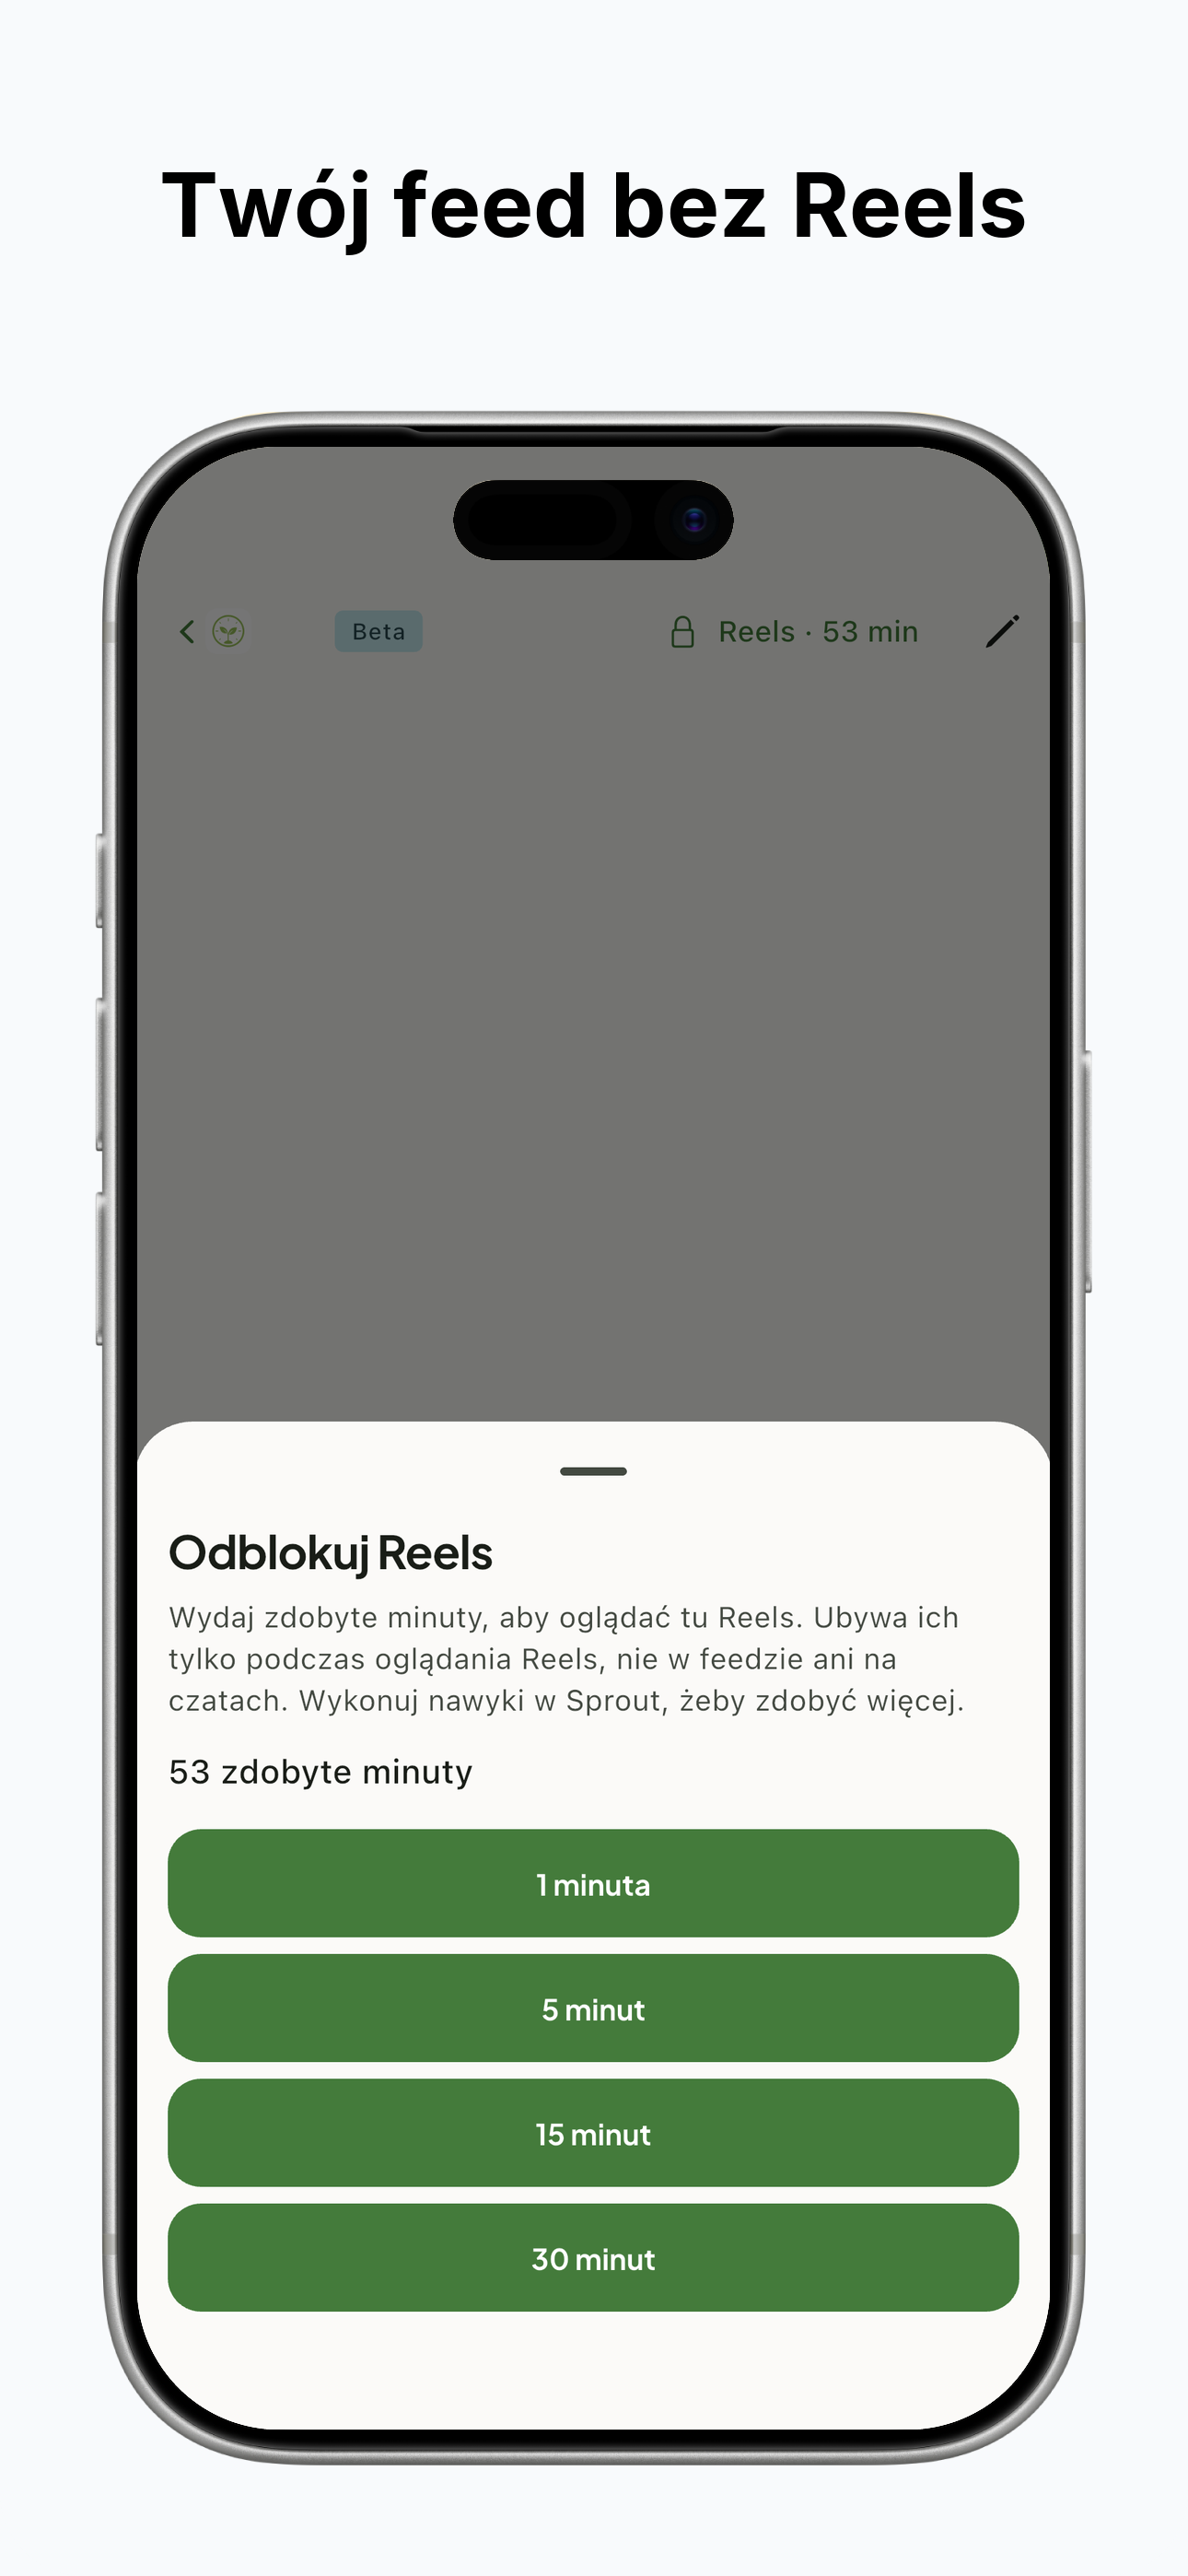 Twój feed bez Reels
Beta
Reels · 53 min
Odblokuj Reels
Wydaj zdobyte minuty, aby oglądać tu Reels. Ubywa ich
tylko podczas oglądania Reels, nie w feedzie ani na
czatach. Wykonuj nawyki w Sprout, żeby zdobyć więcej.
53 zdobyte minuty
1 minuta
5 minut
15 minut
30 minut